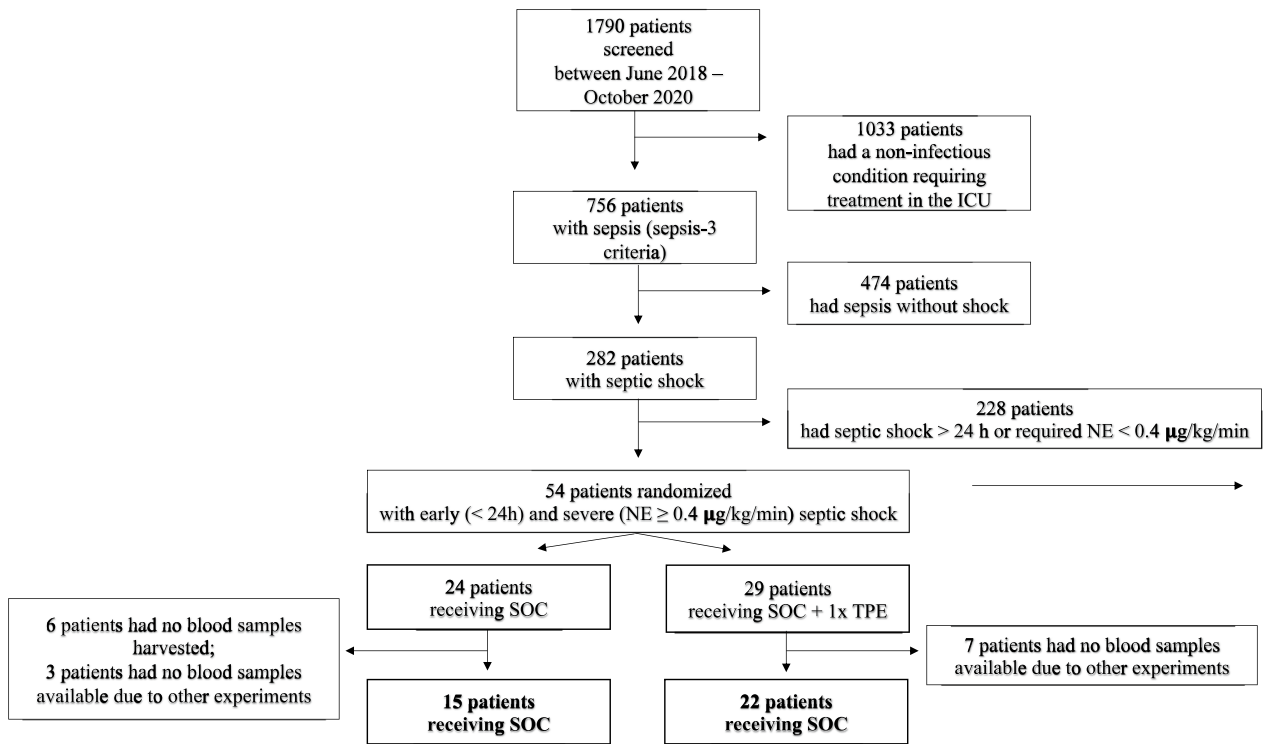 1790 patients
screened
between June 2018 –
October 2020
1033 patients
had a non-infectious
condition requiring
treatment in the ICU
756 patients
with sepsis (sepsis-3
criteria)
474 patients
had sepsis without shock
282 patients
with septic shock
228 patients
had septic shock > 24 h or required NE < 0.4 µg/kg/min
54 patients randomized
with early (< 24h) and severe (NE ≥ 0.4 µg/kg/min) septic shock
24 patients
receiving SOC
29 patients
receiving SOC + 1x TPE
6 patients had no blood samples
harvested;
3 patients had no blood samples
available due to other experiments
7 patients had no blood samples
available due to other experiments
15 patients
receiving SOC
22 patients
receiving SOC